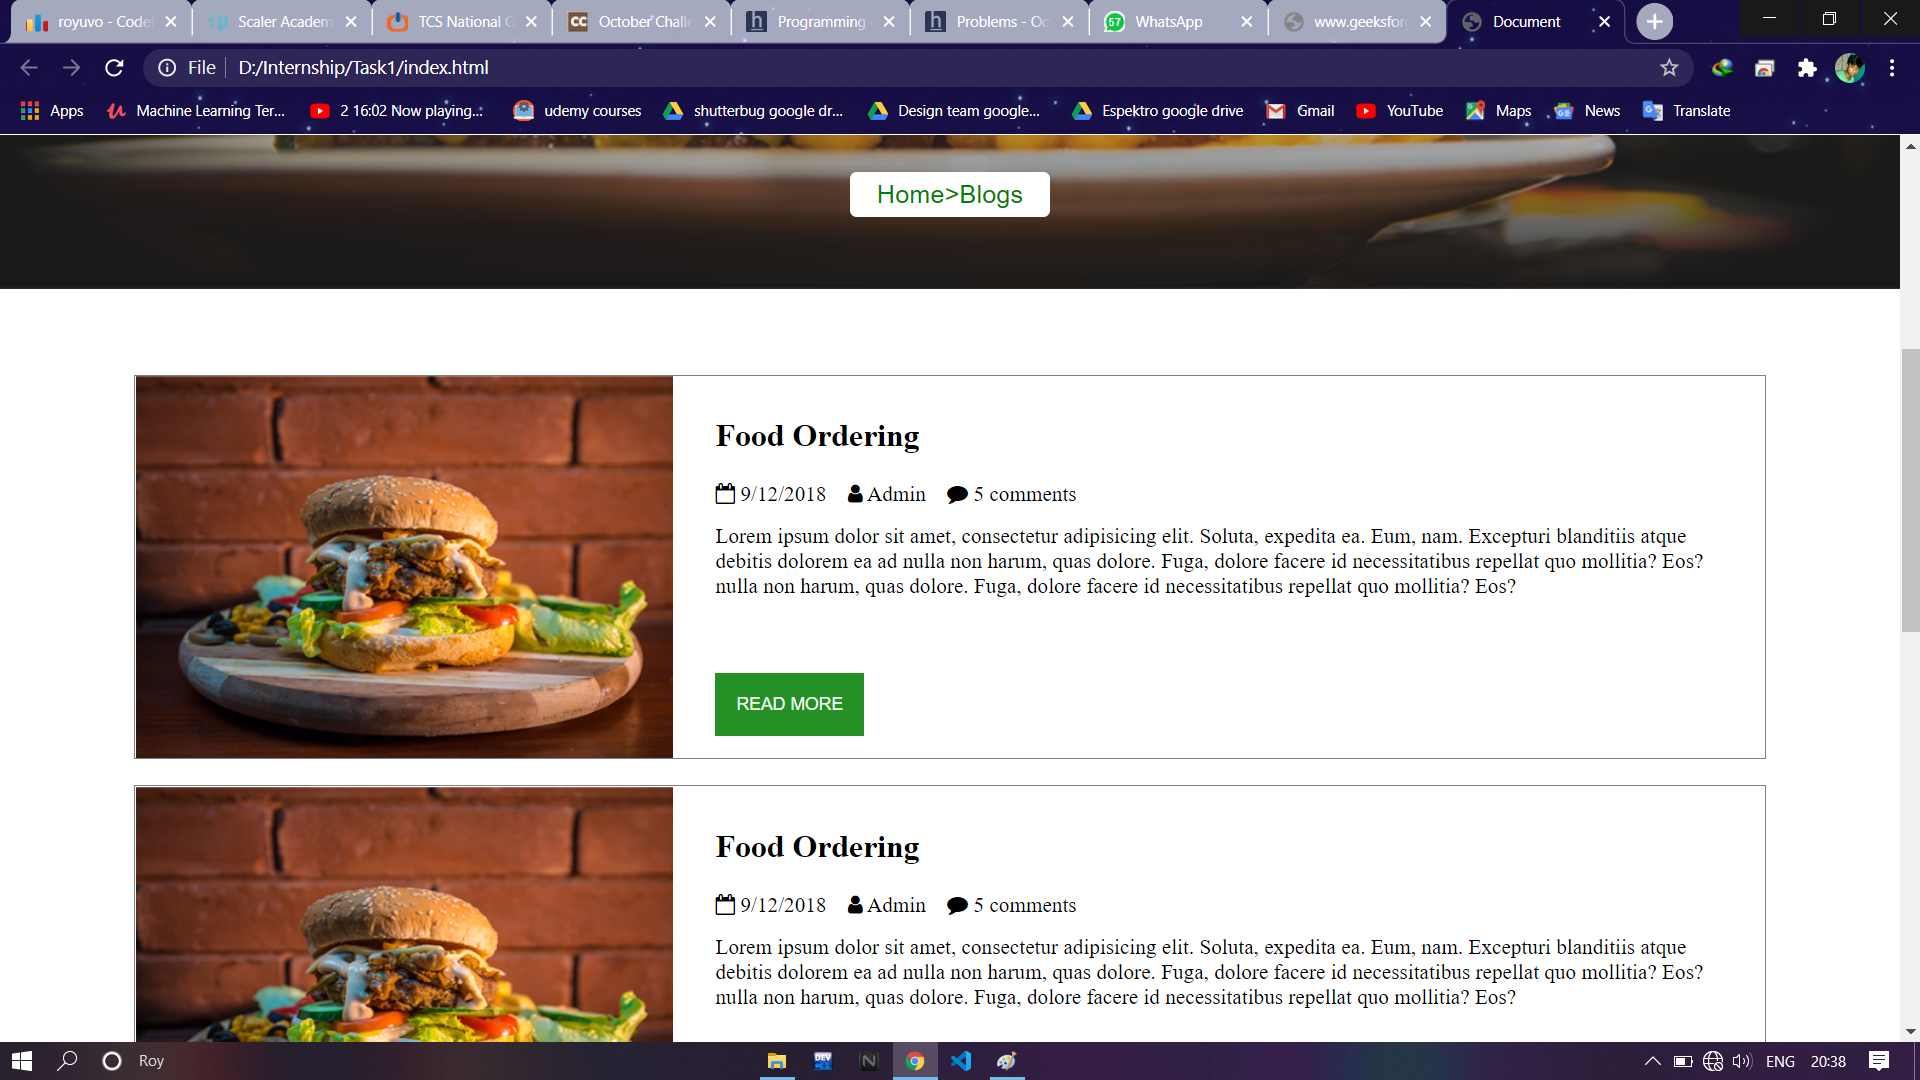 royuvo - Code
Scaler Academ
TCS National C
October Challe
Programming
Problems - Oc
57
WhatsApp
www.geeksfor
Document
File
D:/Internship/Task1/index.html
Apps
Machine Learning Ter...
2 16:02 Now playing...
udemy courses
shutterbug google dr...
Design team google...
Espektro google drive
Gmail
YouTube
Maps
News
Translate
Home>Blogs
Food Ordering
9/12/2018 Admin 5 comments
Lorem ipsum dolor sit amet, consectetur adipisicing elit. Soluta, expedita ea. Eum, nam. Excepturi blanditiis atque
debitis dolorem ea ad nulla non harum, quas dolore. Fuga, dolore facere id necessitatibus repellat quo mollitia? Eos?
nulla non harum, quas dolore. Fuga, dolore facere id necessitatibus repellat quo mollitia? Eos?
READ MORE
Food Ordering
9/12/2018 Admin 5 comments
Lorem ipsum dolor sit amet, consectetur adipisicing elit. Soluta, expedita ea. Eum, nam. Excepturi blanditiis atque
debitis dolorem ea ad nulla non harum, quas dolore. Fuga, dolore facere id necessitatibus repellat quo mollitia? Eos?
nulla non harum, quas dolore. Fuga, dolore facere id necessitatibus repellat quo mollitia? Eos?
Roy
DEV
ENG
20:38